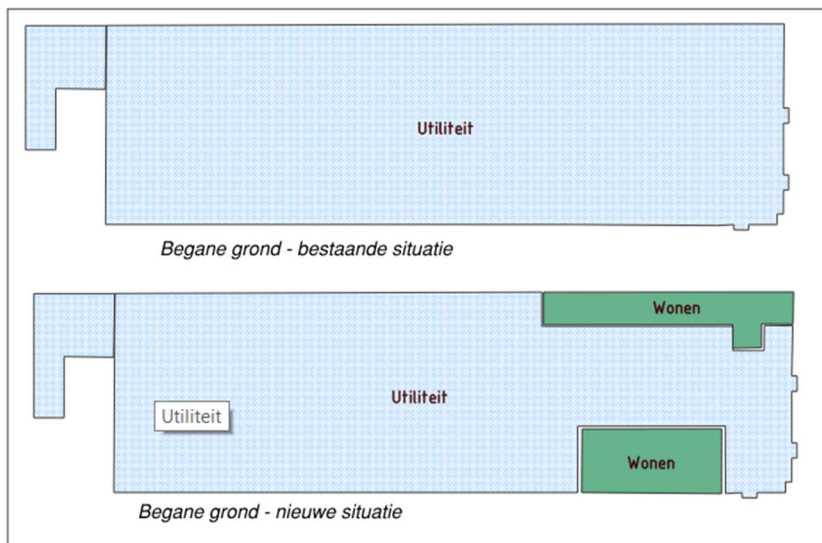 Utiliteit
Begane grond - bestaande situatie
Wonen
Utiliteit
Utiliteit
Wonen
Begane grond - nieuwe situatie